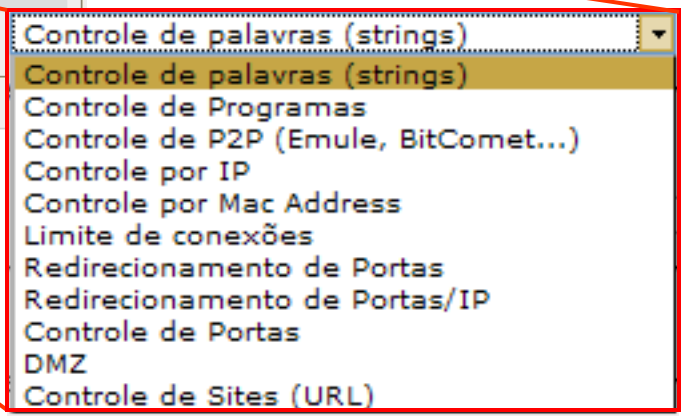 Controle de palavras (strings)
Controle de palavras (strings)
Controle de Programas
Controle de P2P (Emule, BitComet...)
Controle por IP
Controle por Mac Address
Limite de conexões
Redirecionamento de Portas
Redirecionamento de Portas/IP
Controle de Portas
DMZ
Controle de Sites (URL)